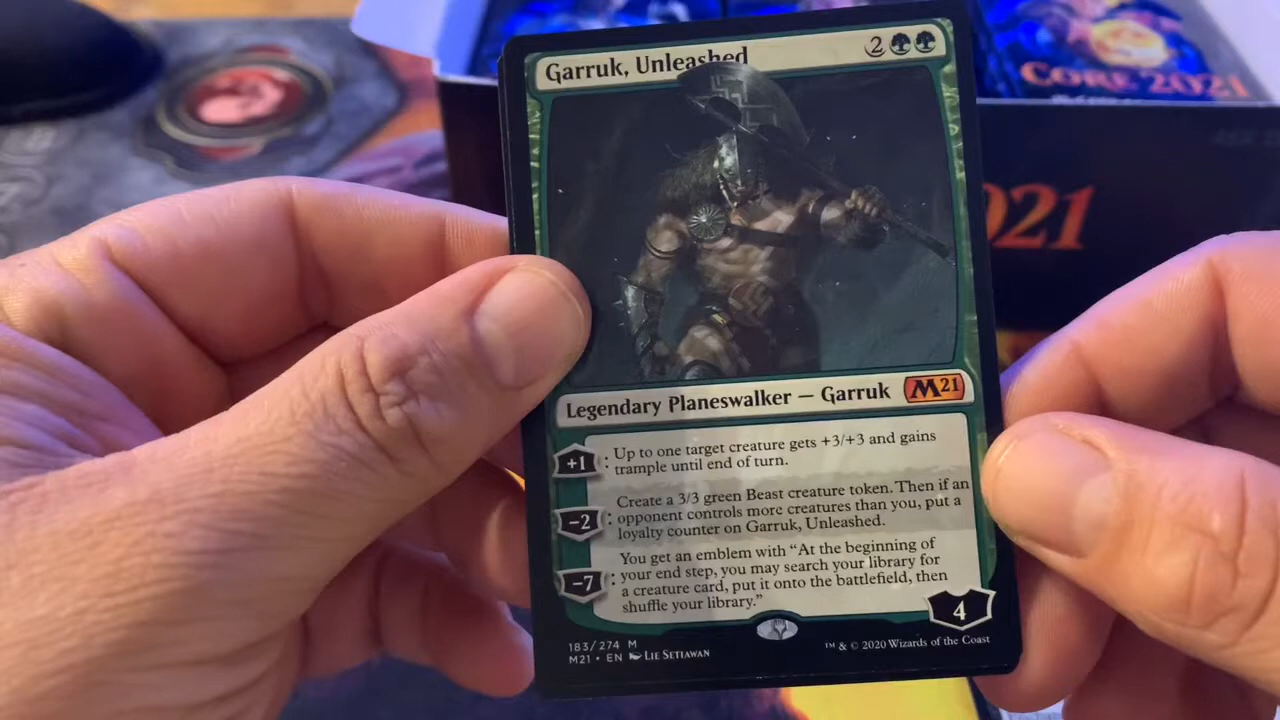 Garruk, Unleashed
2
CORE 2021
021
Legendary Planeswalker — Garruk
M21
+1 : Up to one target creature gets +3/+3 and gains
trample until end of turn.
Create a 3/3 green Beast creature token. Then if an
-2 : opponent controls more creatures than you, put a
loyalty counter on Garruk, Unleashed.
You get an emblem with “At the beginning of
-7 : your end step, you may search your library for
a creature card, put it onto the battlefield, then
shuffle your library.”
4
183/274 M
M21 • EN LIE SETIAWAN
™ & © 2020 Wizards of the Coast